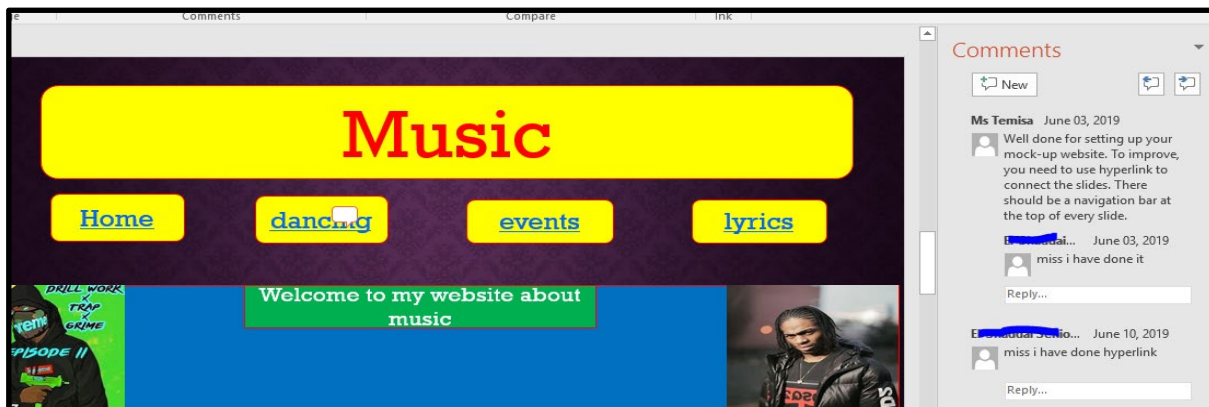 Comments
Compare
Ink
Music
Home
dancing
events
lyrics
Welcome to my website about
music
DRILL WORK
X
TRAP
X
GRIME
EPISODE II
Comments
New
Ms Temisa June 03, 2019
Well done for setting up your
mock-up website. To improve,
you need to use hyperlink to
connect the slides. There
should be a navigation bar at
the top of every slide.
June 03, 2019
miss i have done it
Reply...
June 10, 2019
miss i have done hyperlink
Reply...